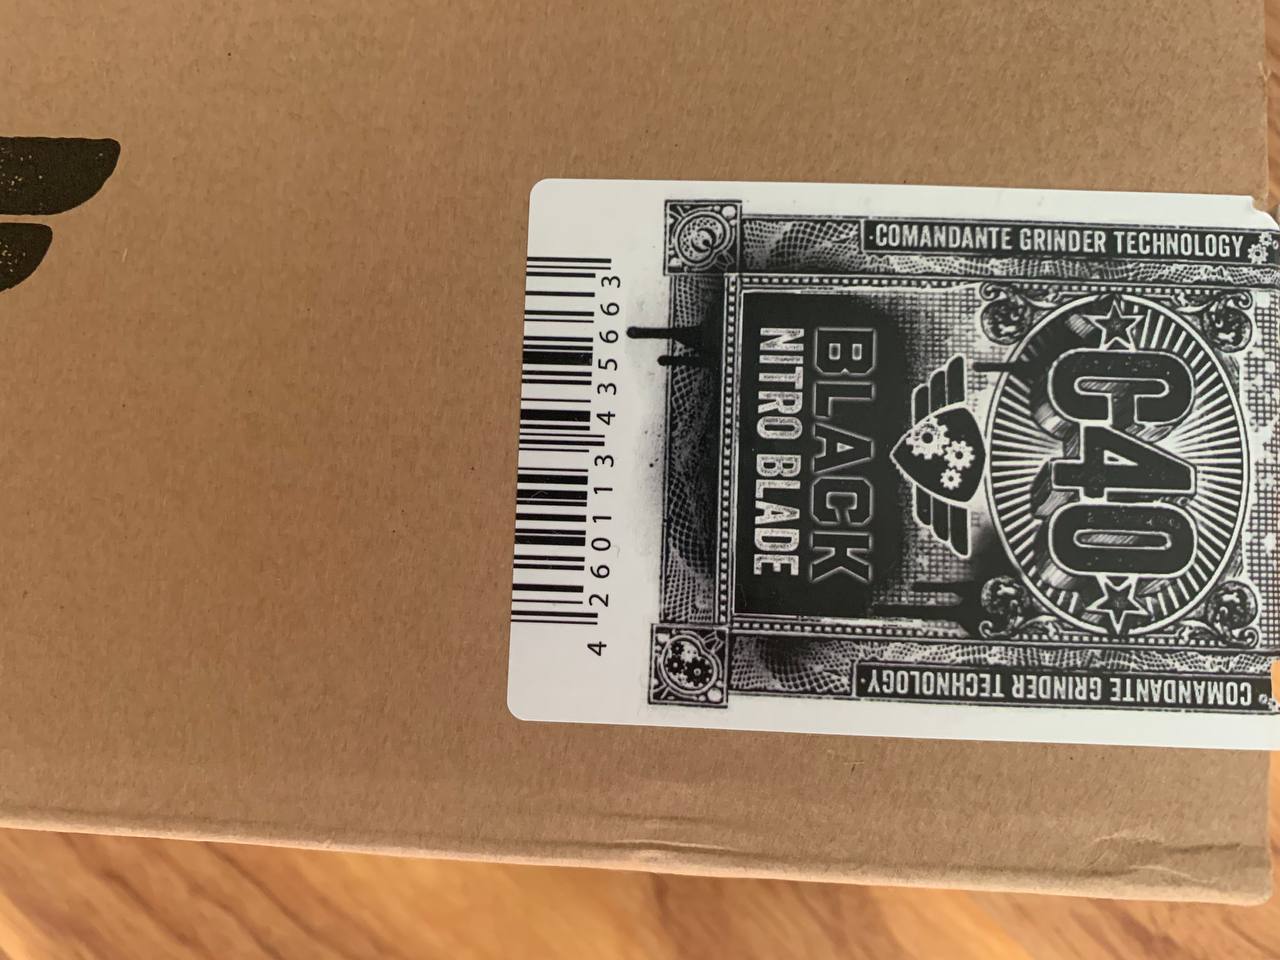 COMANDANTE GRINDER TECHNOLOGY
C40
BLACK
NITRO BLADE
COMANDANTE GRINDER TECHNOLOGY
4 260113 435663